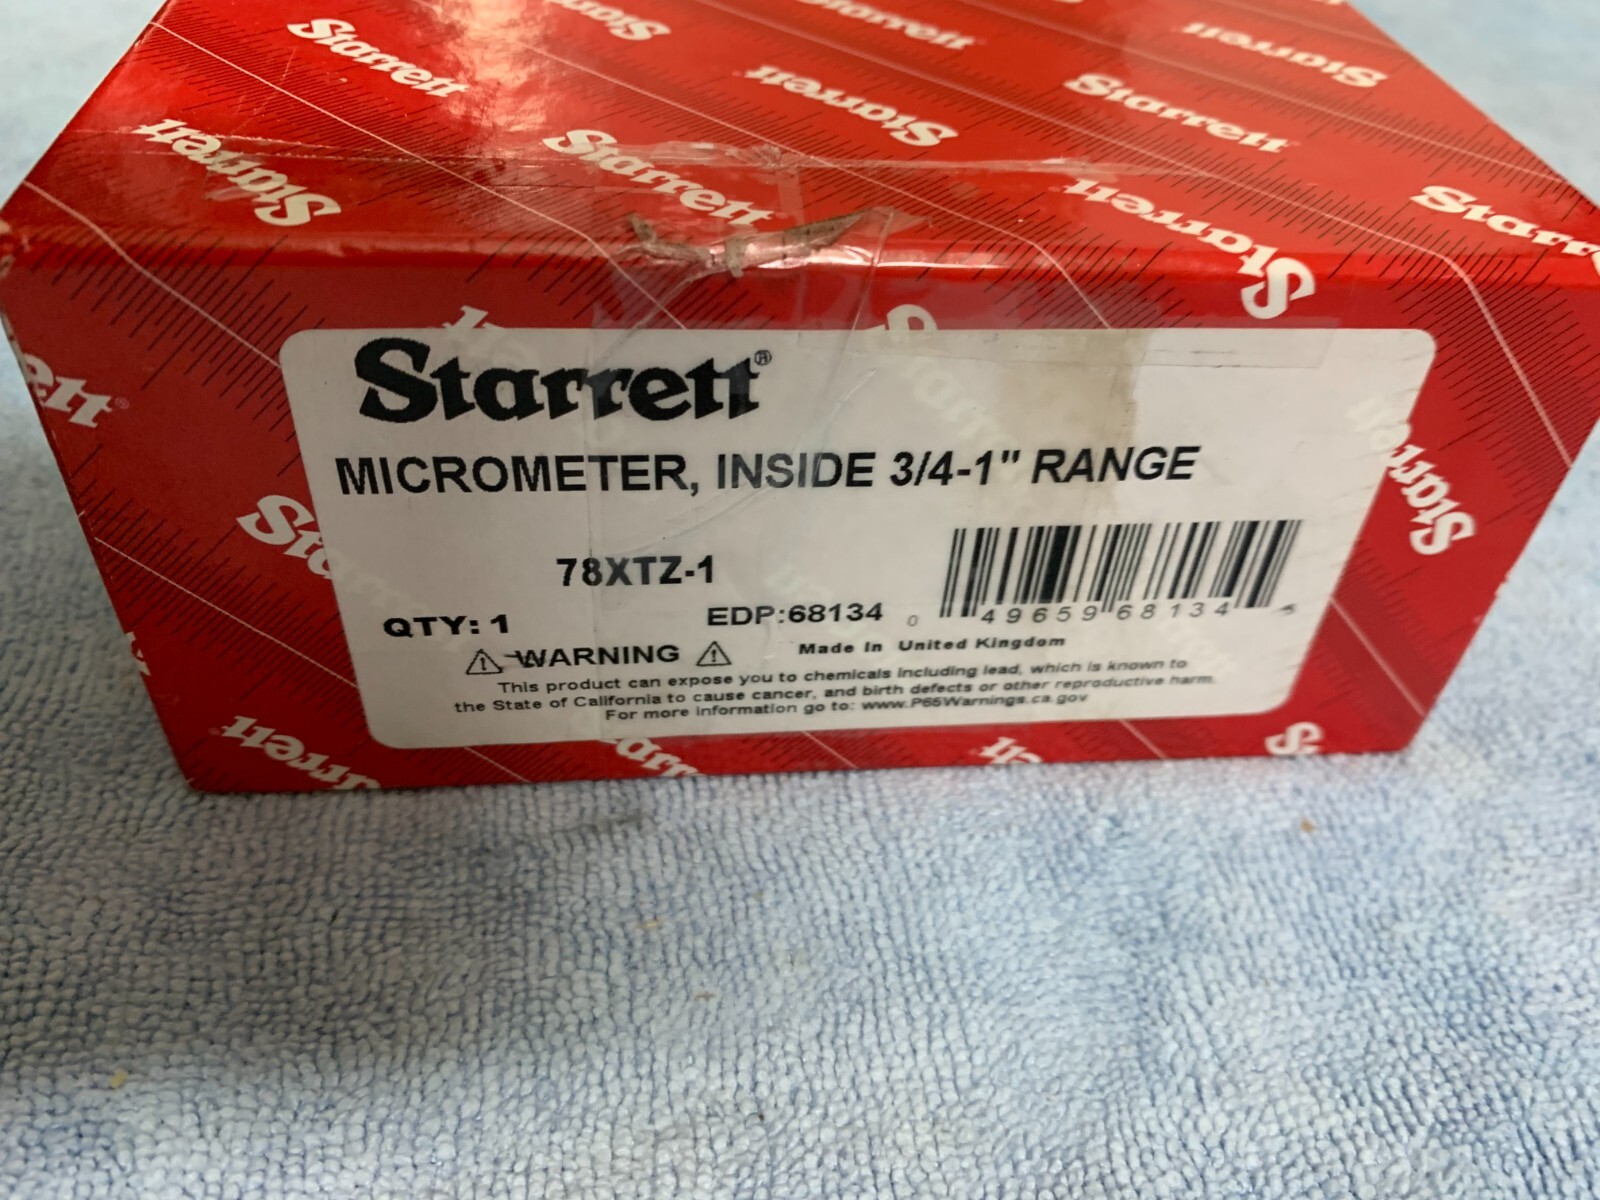 Starrett
Starrett
Starrett
Starrett
Starrett
Starrett
Starrett
Starrett
Starrett
Starrett®
MICROMETER, INSIDE 3/4-1" RANGE
78XTZ-1
QTY: 1
EDP:68134
0 49659 68134 5
⚠ WARNING ⚠
Made In United Kingdom
This product can expose you to chemicals including lead, which is known to
the State of California to cause cancer, and birth defects or other reproductive harm.
For more information go to: www.P65Warnings.ca.gov
Starrett
Starrett